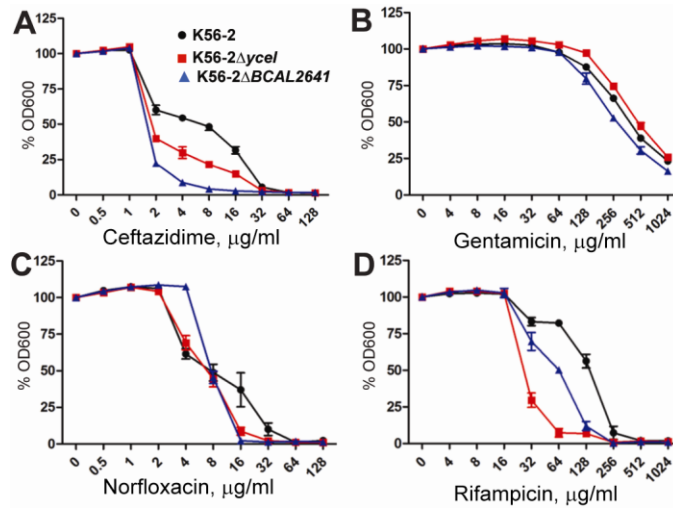 A
125
100
75
50
25
0
% OD600
0 0.5 1 2 4 8 16 32 64 128
Ceftazidime, μg/ml
K56-2
K56-2ΔyceI
K56-2ΔBCAL2641
B
125
100
75
50
25
0
% OD600
0 4 8 16 32 64 128 256 512 1024
Gentamicin, μg/ml
C
125
100
75
50
25
0
% OD600
0 0.5 1 2 4 8 16 32 64 128
Norfloxacin, μg/ml
D
125
100
75
50
25
0
% OD600
0 4 8 16 32 64 128 256 512 1024
Rifampicin, μg/ml